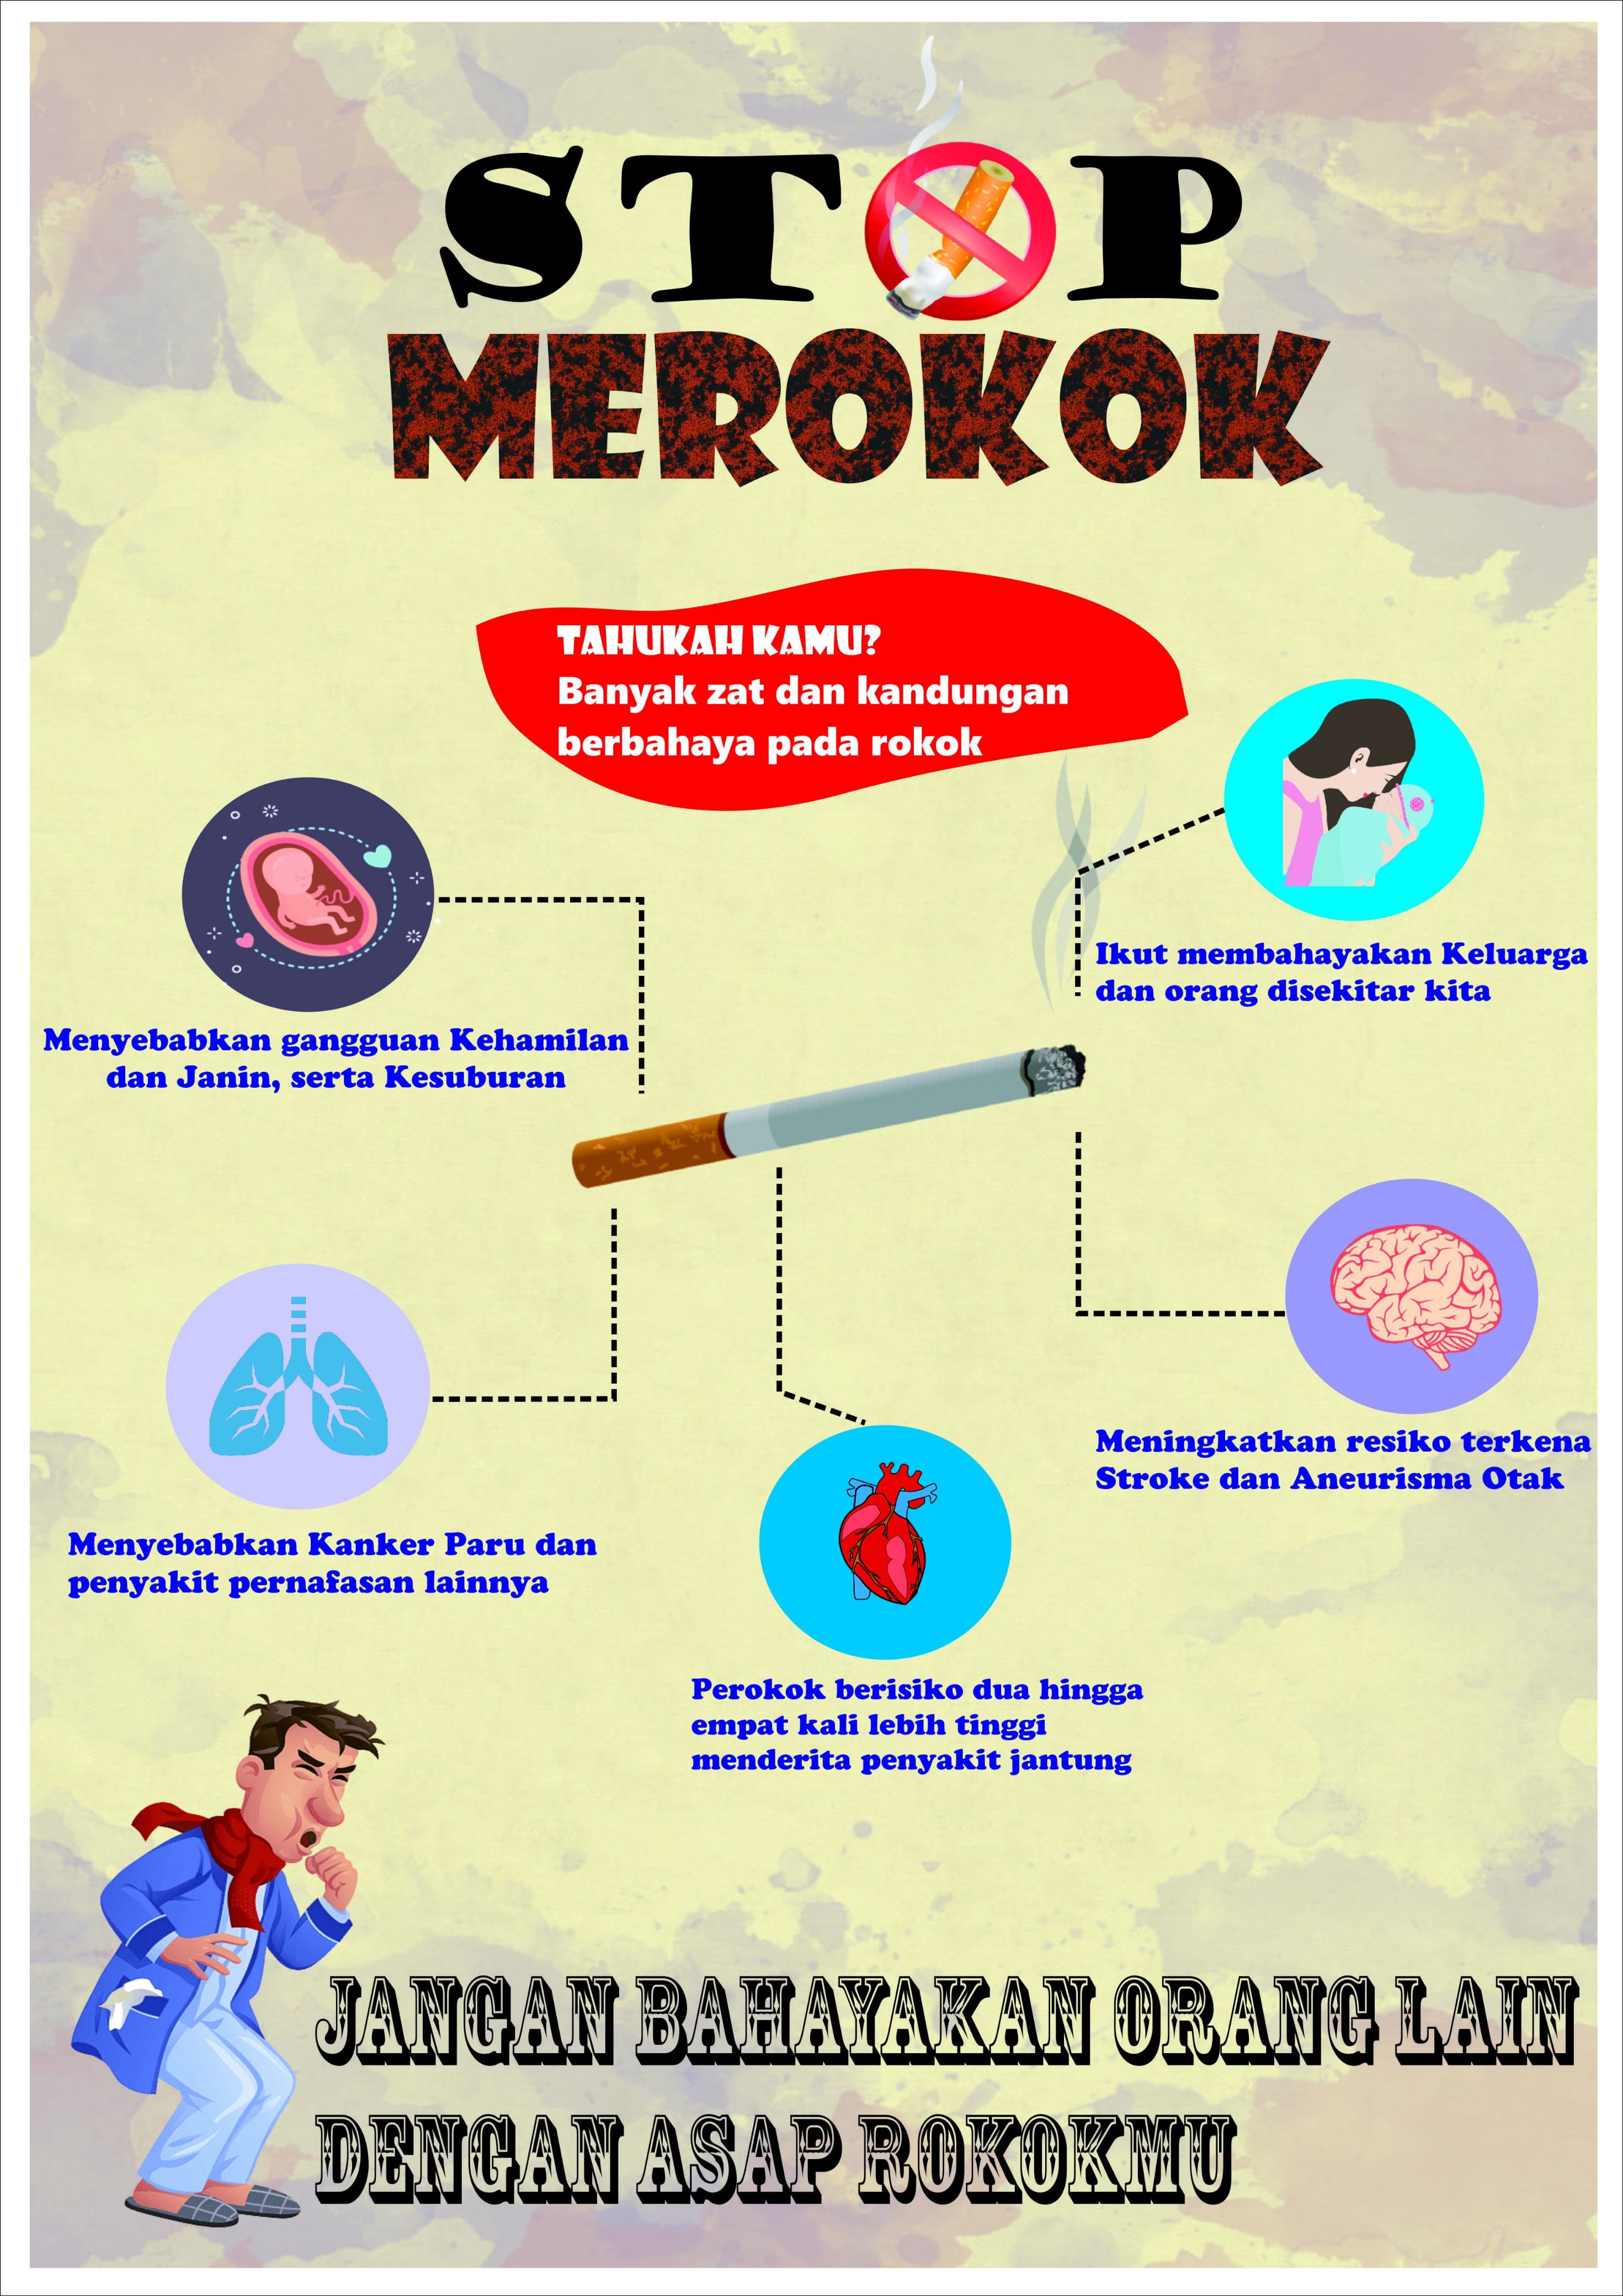 STOP
MEROKOK
TAHUKAH KAMU?
Banyak zat dan kandungan
berbahaya pada rokok
Ikut membahayakan Keluarga
dan orang disekitar kita
Menyebabkan gangguan Kehamilan
dan Janin, serta Kesuburan
Meningkatkan resiko terkena
Stroke dan Aneurisma Otak
Menyebabkan Kanker Paru dan
penyakit pernafasan lainnya
Perokok berisiko dua hingga
empat kali lebih tinggi
menderita penyakit jantung
JANGAN BAHAYAKAN ORANG LAIN
DENGAN ASAP ROKOKMU